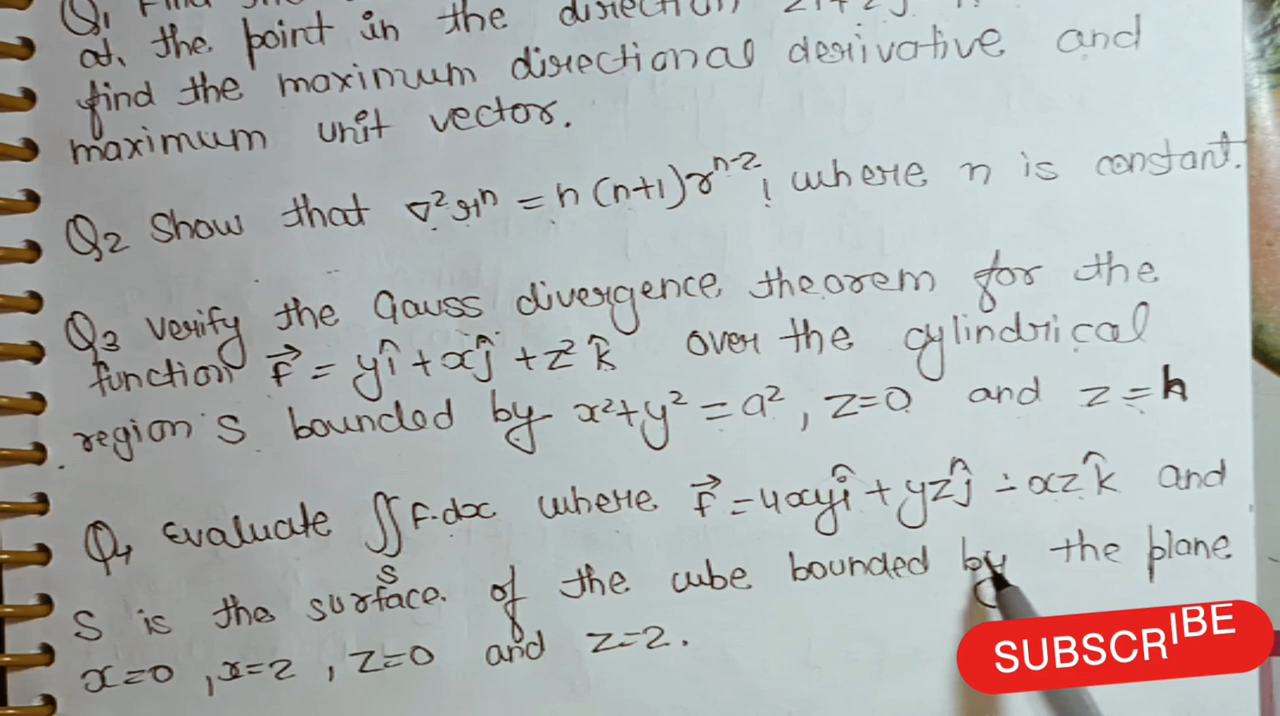 Q1 Find
at the point in the direction
find the maximum directional derivative and
maximum unit vector.
Q2 Show that ∇²rⁿ = n(n+1)rⁿ⁻², where n is constant.
Q3 verify the Gauss divergence theorem for the
function F⃗ = yî + xĵ + z²k̂ over the cylindrical
region S bounded by x²+y² = a², z=0 and z=h
Q4 Evaluate ∬ₛ F.dx where F⃗ = 4xyî + yzĵ - xzk̂ and
S is the surface of the cube bounded by the plane
x=0, x=2, z=0 and z=2.
SUBSCRIBE